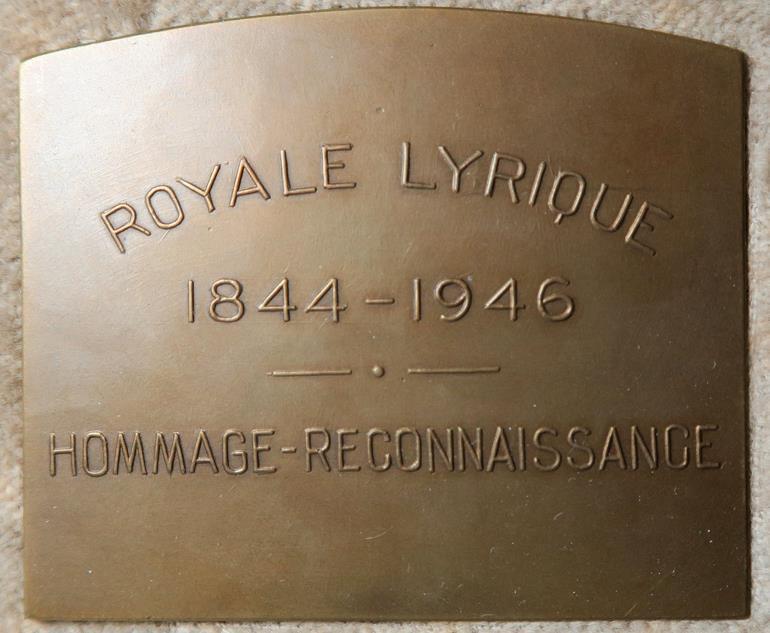 ROYALE LYRIQUE
1844-1946
HOMMAGE-RECONNAISSANCE